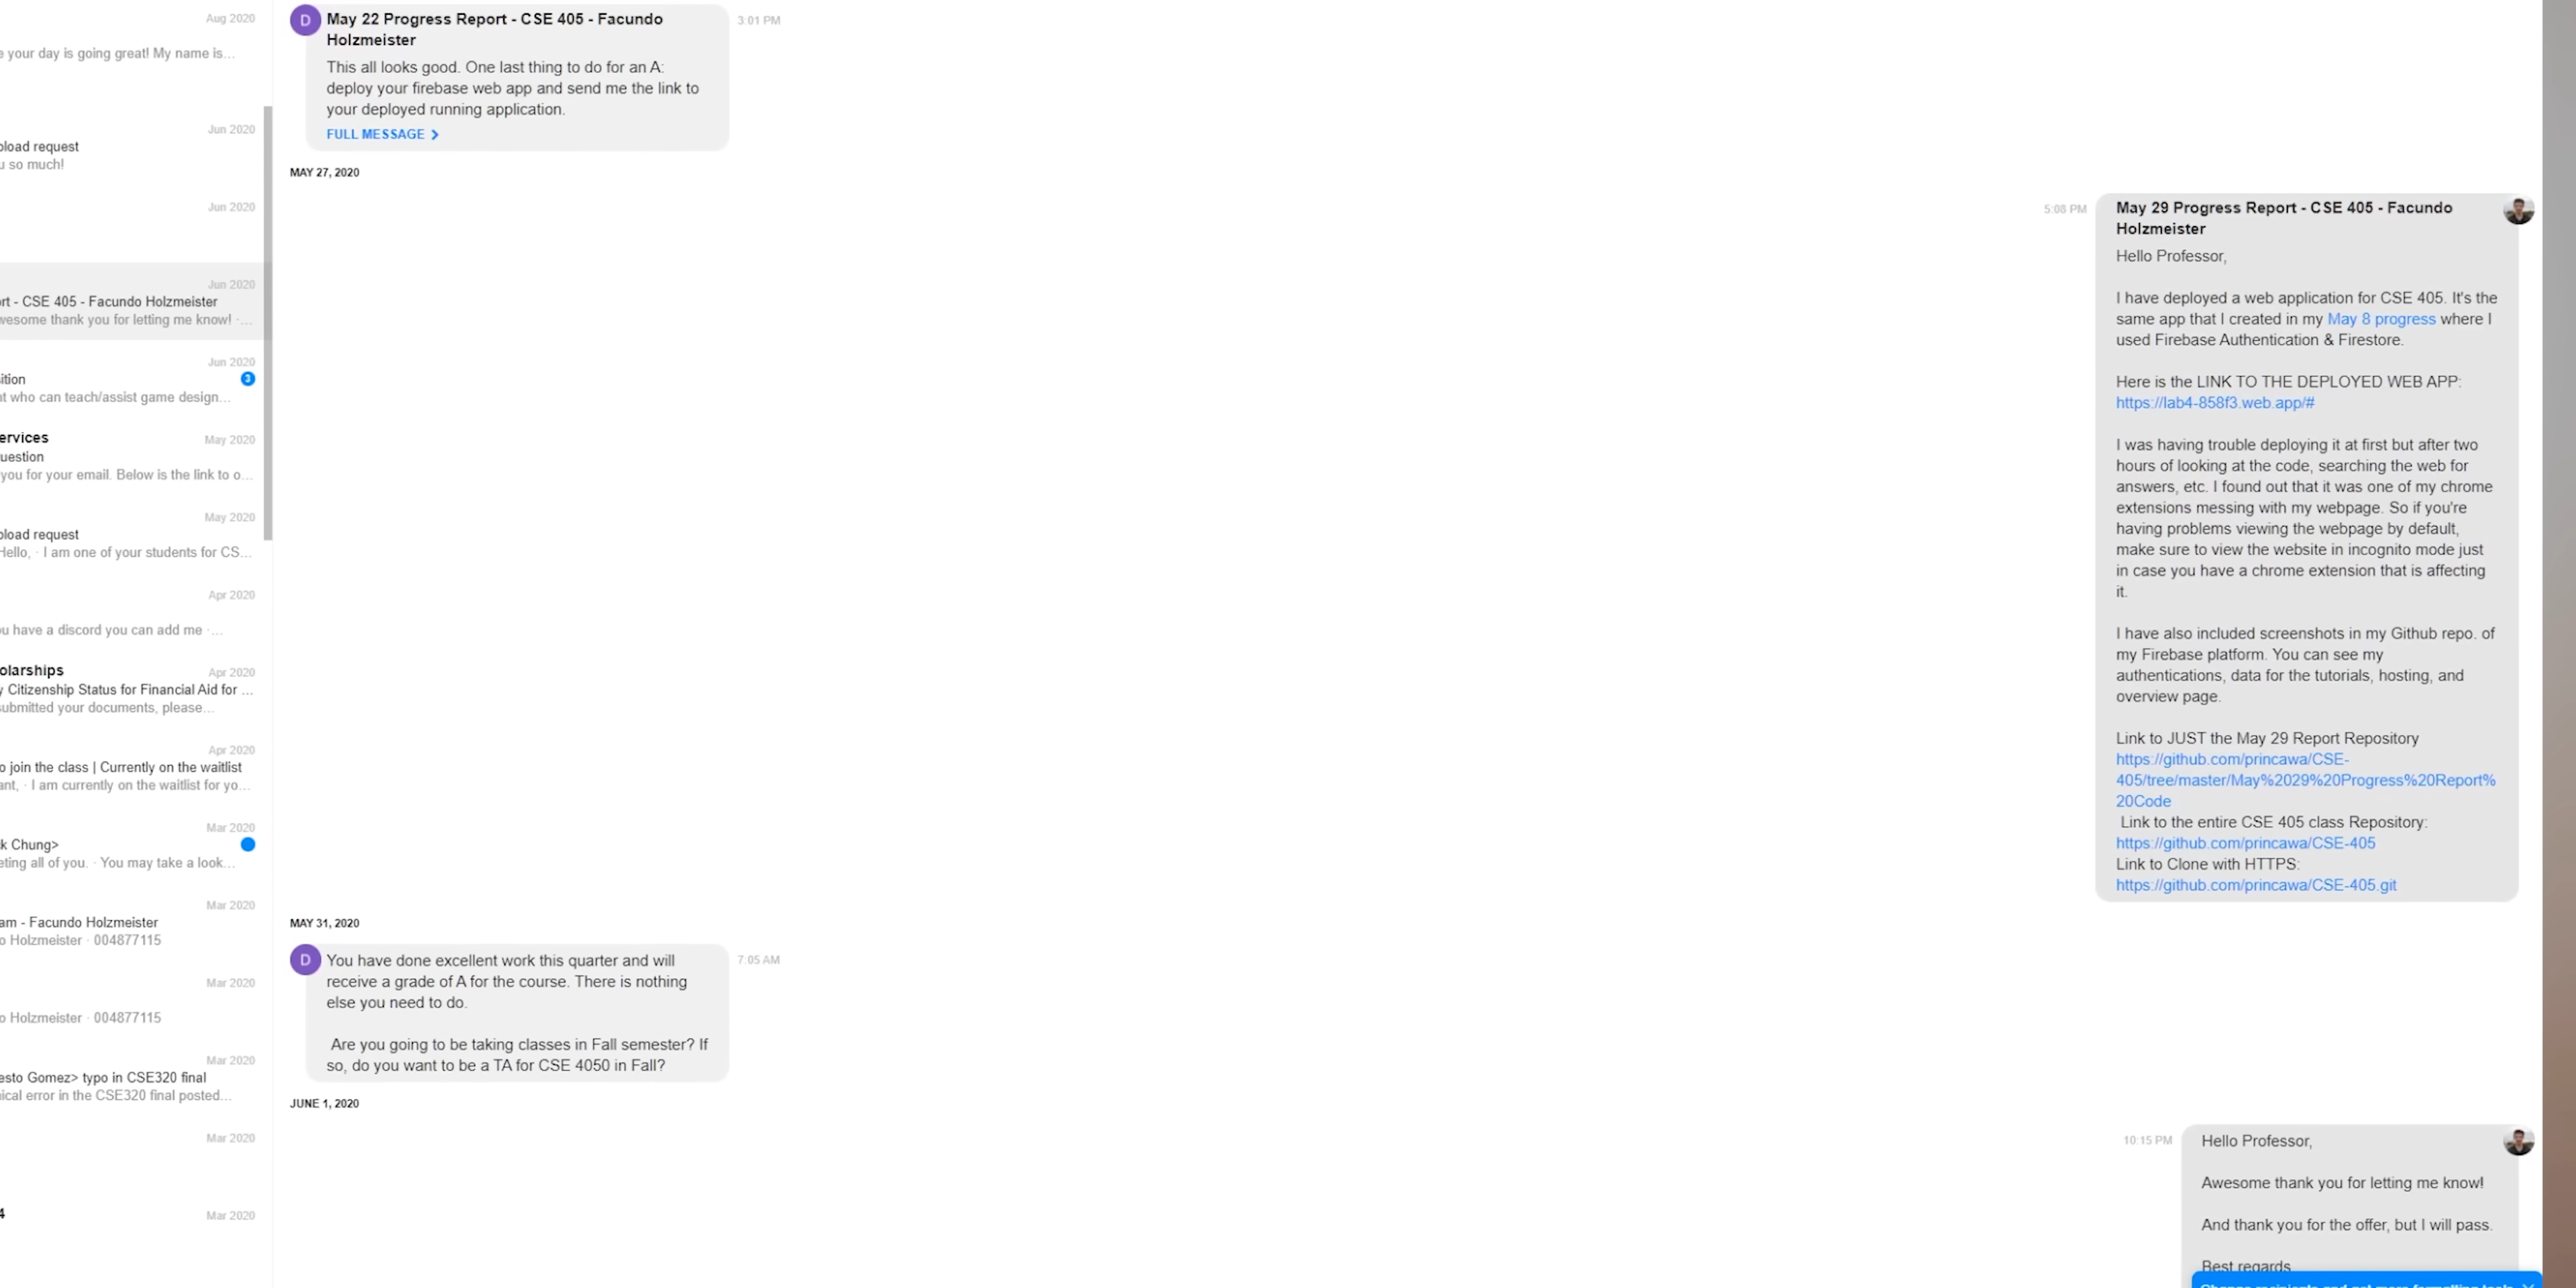 Aug 2020
e your day is going great! My name is...
Jun 2020
pload request
u so much!
Jun 2020
Jun 2020
ort - CSE 405 - Facundo Holzmeister
wesome thank you for letting me know! ·...
Jun 2020
ition
3
nt who can teach/assist game design...
ervices
May 2020
uestion
you for your email. Below is the link to o...
May 2020
pload request
Hello, · I am one of your students for CS...
Apr 2020
ou have a discord you can add me ·...
olarships
Apr 2020
y Citizenship Status for Financial Aid for ...
submitted your documents, please...
Apr 2020
o join the class | Currently on the waitlist
ant, · I am currently on the waitlist for yo...
Mar 2020
k Chung>
eting all of you. · You may take a look...
Mar 2020
am - Facundo Holzmeister
o Holzmeister · 004877115
Mar 2020
o Holzmeister · 004877115
Mar 2020
esto Gomez> typo in CSE320 final
ical error in the CSE320 final posted...
Mar 2020
4
Mar 2020
D
May 22 Progress Report - CSE 405 - Facundo
Holzmeister
3:01 PM
This all looks good. One last thing to do for an A:
deploy your firebase web app and send me the link to
your deployed running application.
FULL MESSAGE >
MAY 27, 2020
5:08 PM
May 29 Progress Report - CSE 405 - Facundo
Holzmeister
Hello Professor,
I have deployed a web application for CSE 405. It's the
same app that I created in my May 8 progress where I
used Firebase Authentication & Firestore.
Here is the LINK TO THE DEPLOYED WEB APP:
https://lab4-858f3.web.app/#
I was having trouble deploying it at first but after two
hours of looking at the code, searching the web for
answers, etc. I found out that it was one of my chrome
extensions messing with my webpage. So if you're
having problems viewing the webpage by default,
make sure to view the website in incognito mode just
in case you have a chrome extension that is affecting
it.
I have also included screenshots in my Github repo. of
my Firebase platform. You can see my
authentications, data for the tutorials, hosting, and
overview page.
Link to JUST the May 29 Report Repository
https://github.com/princawa/CSE-
405/tree/master/May%2029%20Progress%20Report%
20Code
Link to the entire CSE 405 class Repository:
https://github.com/princawa/CSE-405
Link to Clone with HTTPS:
https://github.com/princawa/CSE-405.git
MAY 31, 2020
D
You have done excellent work this quarter and will
receive a grade of A for the course. There is nothing
else you need to do.
7:05 AM
Are you going to be taking classes in Fall semester? If
so, do you want to be a TA for CSE 4050 in Fall?
JUNE 1, 2020
10:15 PM
Hello Professor,
Awesome thank you for letting me know!
And thank you for the offer, but I will pass.
Best regards
Change recipients and get more formatting tools